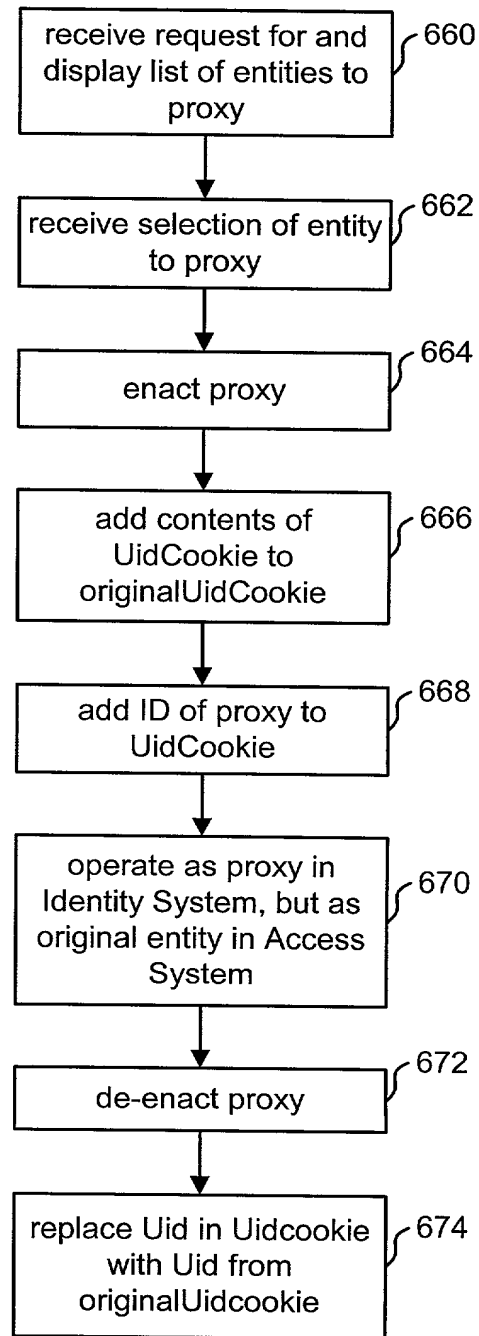 receive request for and
display list of entities to
proxy
660
receive selection of entity
to proxy
662
enact proxy
664
add contents of
UidCookie to
originalUidCookie
666
add ID of proxy to
UidCookie
668
operate as proxy in
Identity System, but as
original entity in Access
System
670
de-enact proxy
672
replace Uid in Uidcookie
with Uid from
originalUidcookie
674